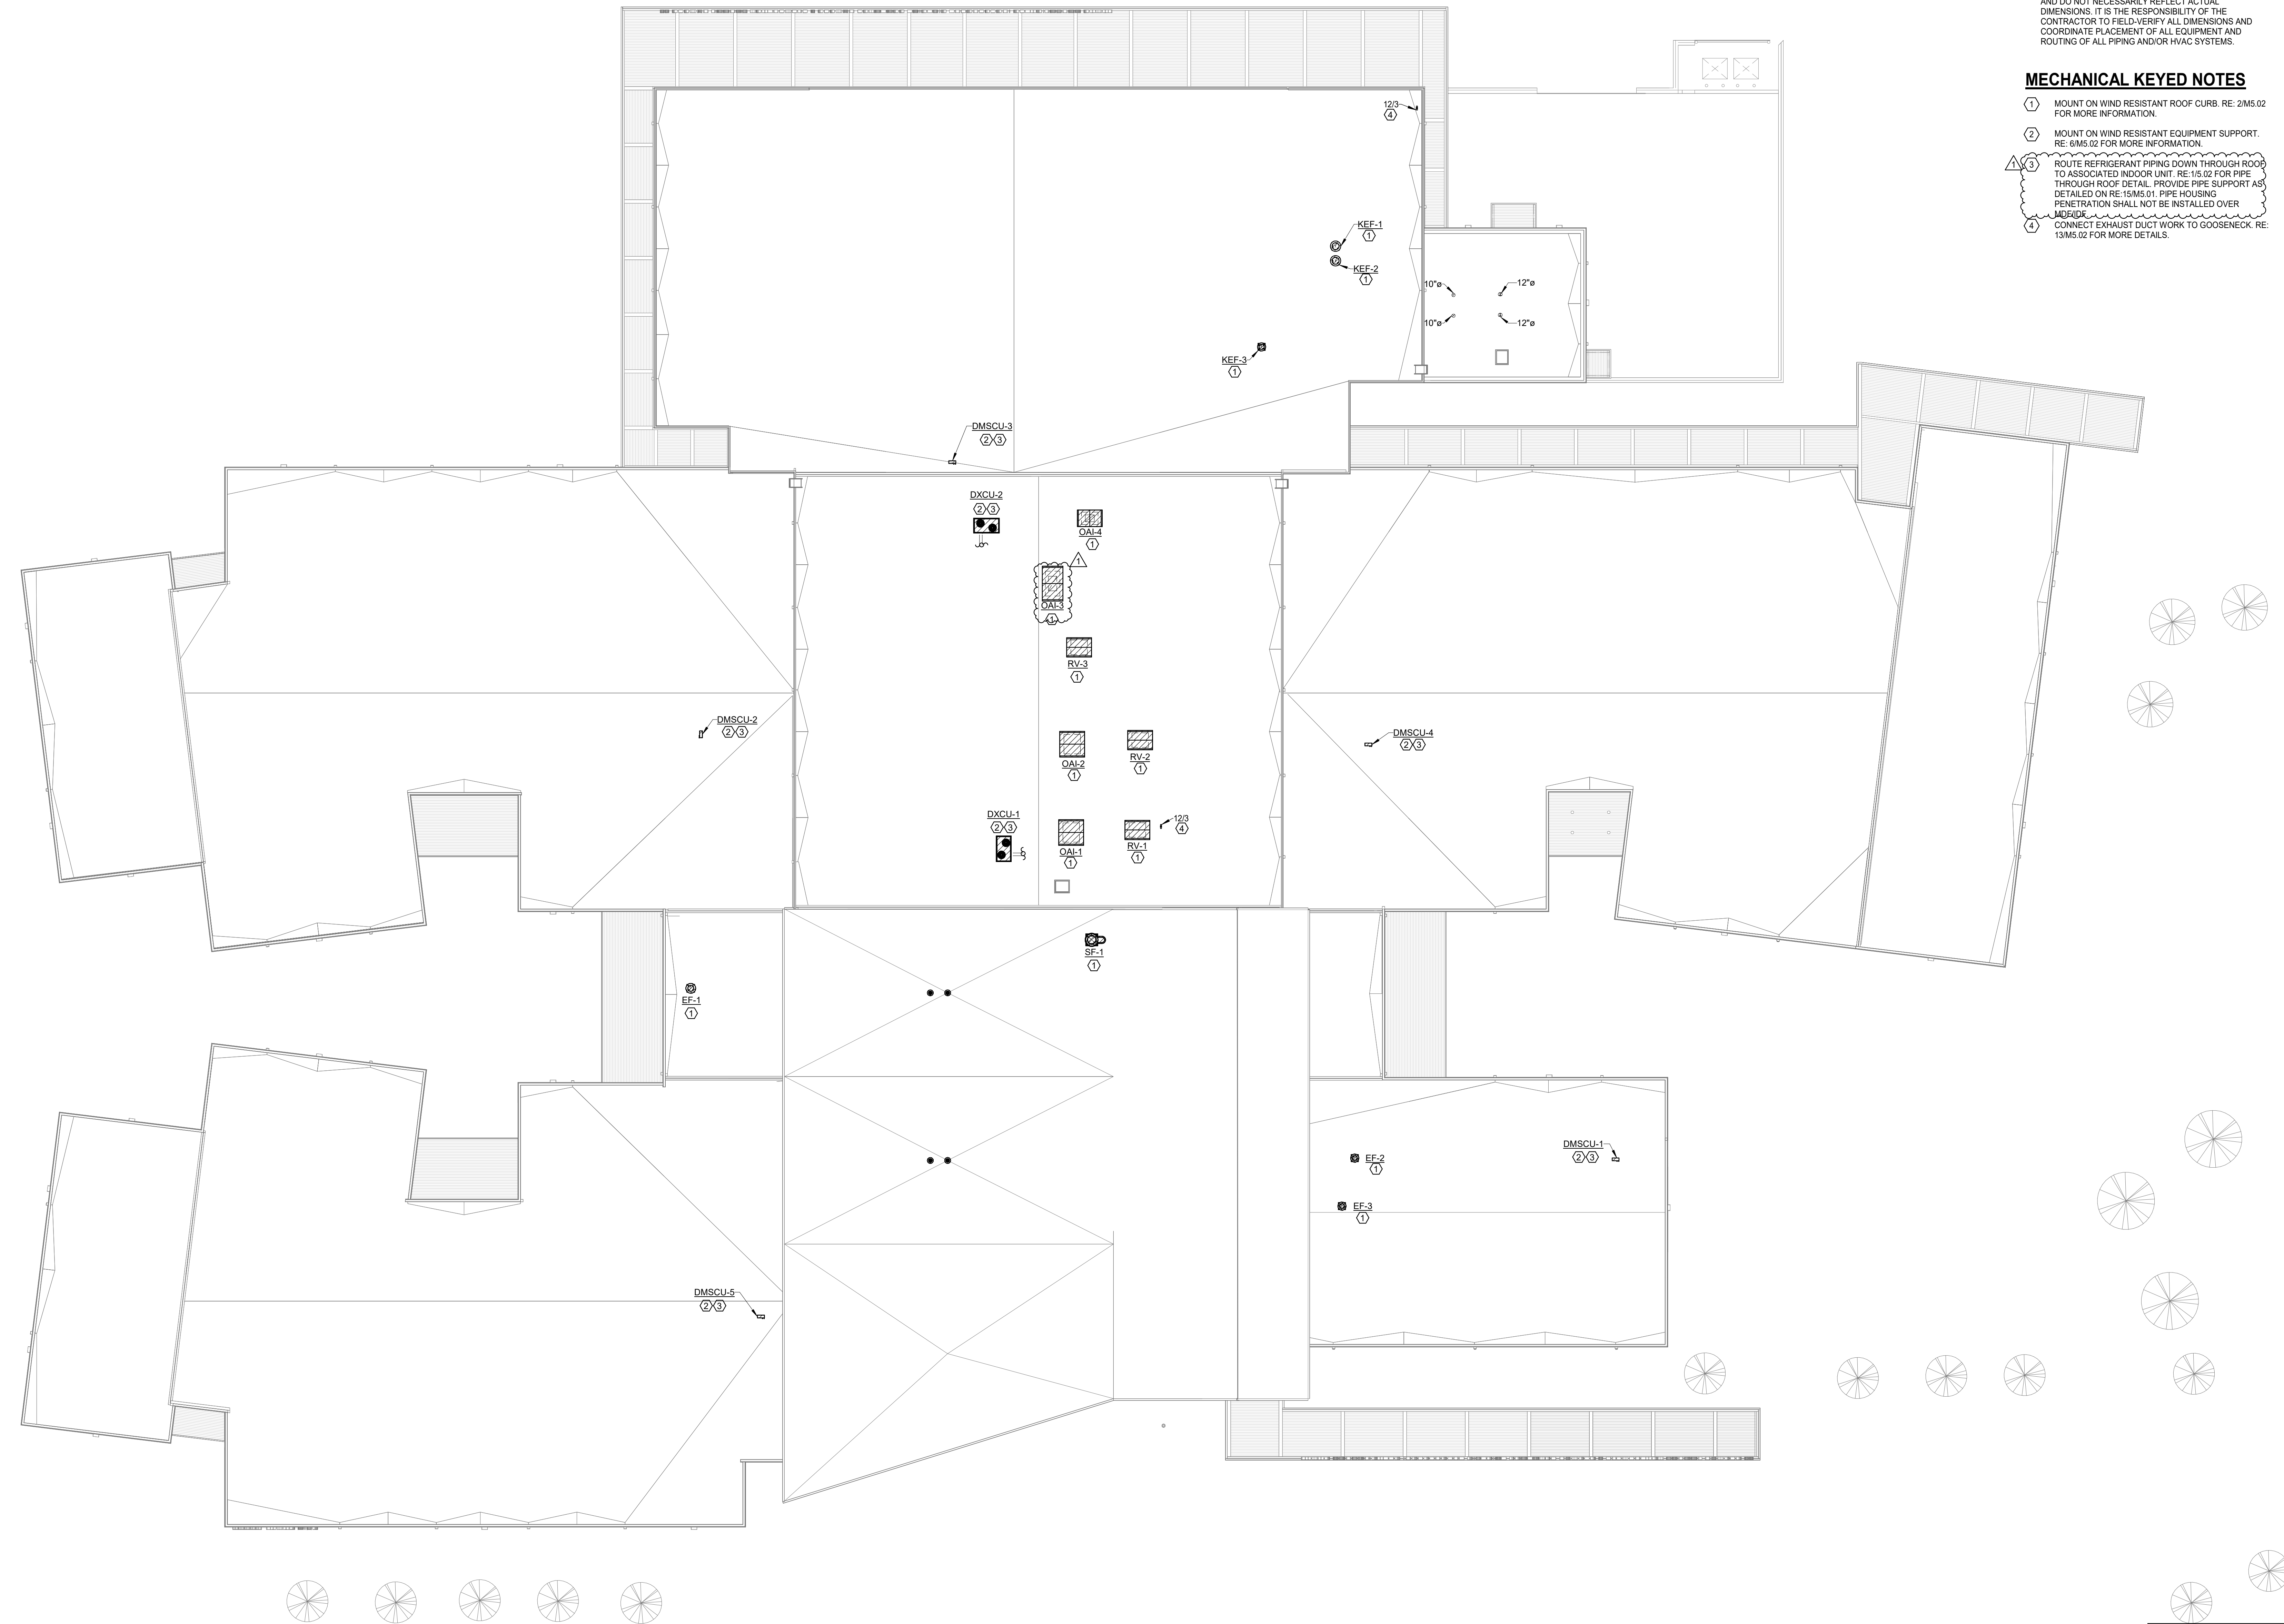 AND DO NOT NECESSARILY REFLECT ACTUAL
DIMENSIONS. IT IS THE RESPONSIBILITY OF THE
CONTRACTOR TO FIELD-VERIFY ALL DIMENSIONS AND
COORDINATE PLACEMENT OF ALL EQUIPMENT AND
ROUTING OF ALL PIPING AND/OR HVAC SYSTEMS.
MECHANICAL KEYED NOTES
1 MOUNT ON WIND RESISTANT ROOF CURB. RE: 2/M5.02
FOR MORE INFORMATION.
2 MOUNT ON WIND RESISTANT EQUIPMENT SUPPORT.
RE: 6/M5.02 FOR MORE INFORMATION.
1 3 ROUTE REFRIGERANT PIPING DOWN THROUGH ROOF
TO ASSOCIATED INDOOR UNIT. RE:1/5.02 FOR PIPE
THROUGH ROOF DETAIL. PROVIDE PIPE SUPPORT AS
DETAILED ON RE:15/M5.01. PIPE HOUSING
PENETRATION SHALL NOT BE INSTALLED OVER
MDF/IDF
4 CONNECT EXHAUST DUCT WORK TO GOOSENECK. RE:
13/M5.02 FOR MORE DETAILS.
12/3
4
KEF-1
1
KEF-2
1
10"ø
12"ø
10"ø
12"ø
KEF-3
1
DMSCU-3
2 3
DXCU-2
2 3
OAI-4
1
1
OAI-3
1
RV-3
1
DMSCU-2
2 3
DMSCU-4
2 3
OAI-2
1
RV-2
1
DXCU-1
2 3
OAI-1
1
RV-1
1
12/3
4
SF-1
1
EF-1
1
EF-2
1
DMSCU-1
2 3
EF-3
1
DMSCU-5
2 3